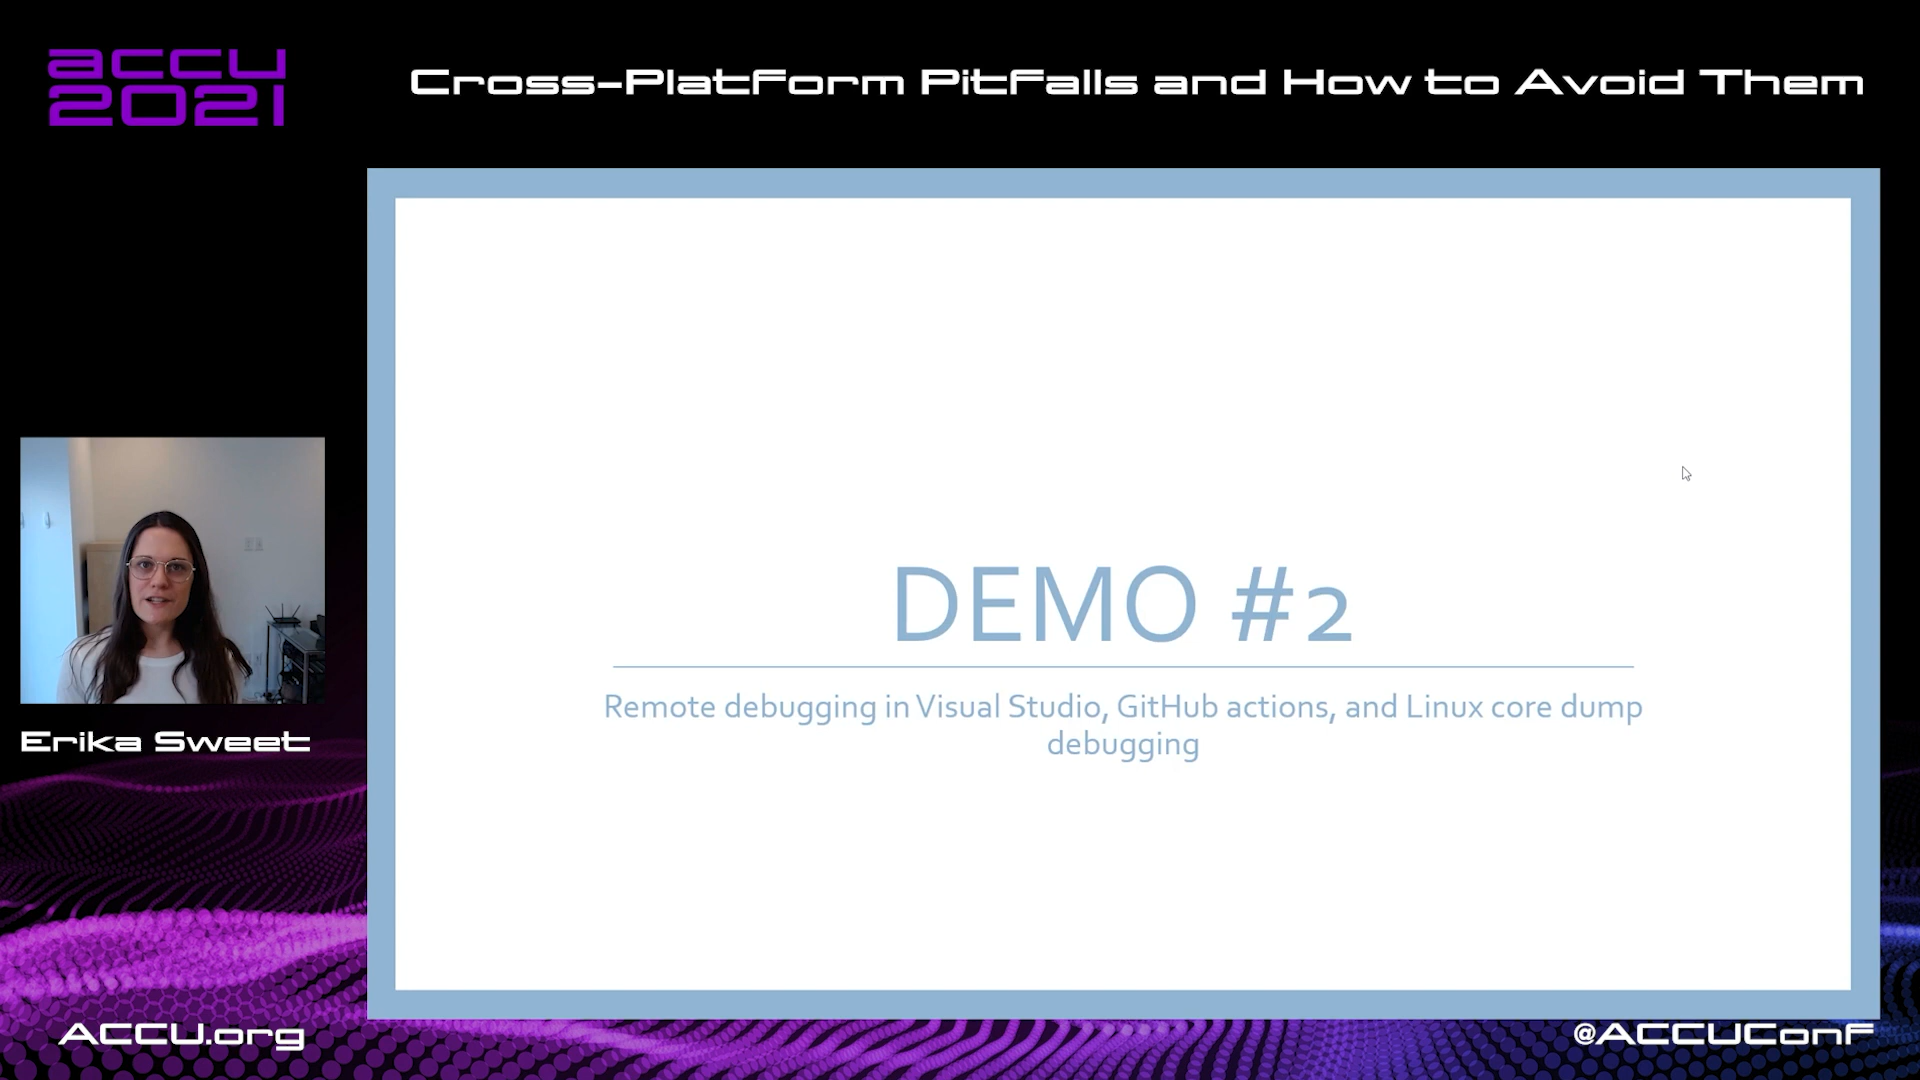 accu
2021
Cross-Platform Pitfalls and How to Avoid Them
DEMO #2
Remote debugging in Visual Studio, GitHub actions, and Linux core dump
debugging
Erika Sweet
ACCU.org
@ACCUConf